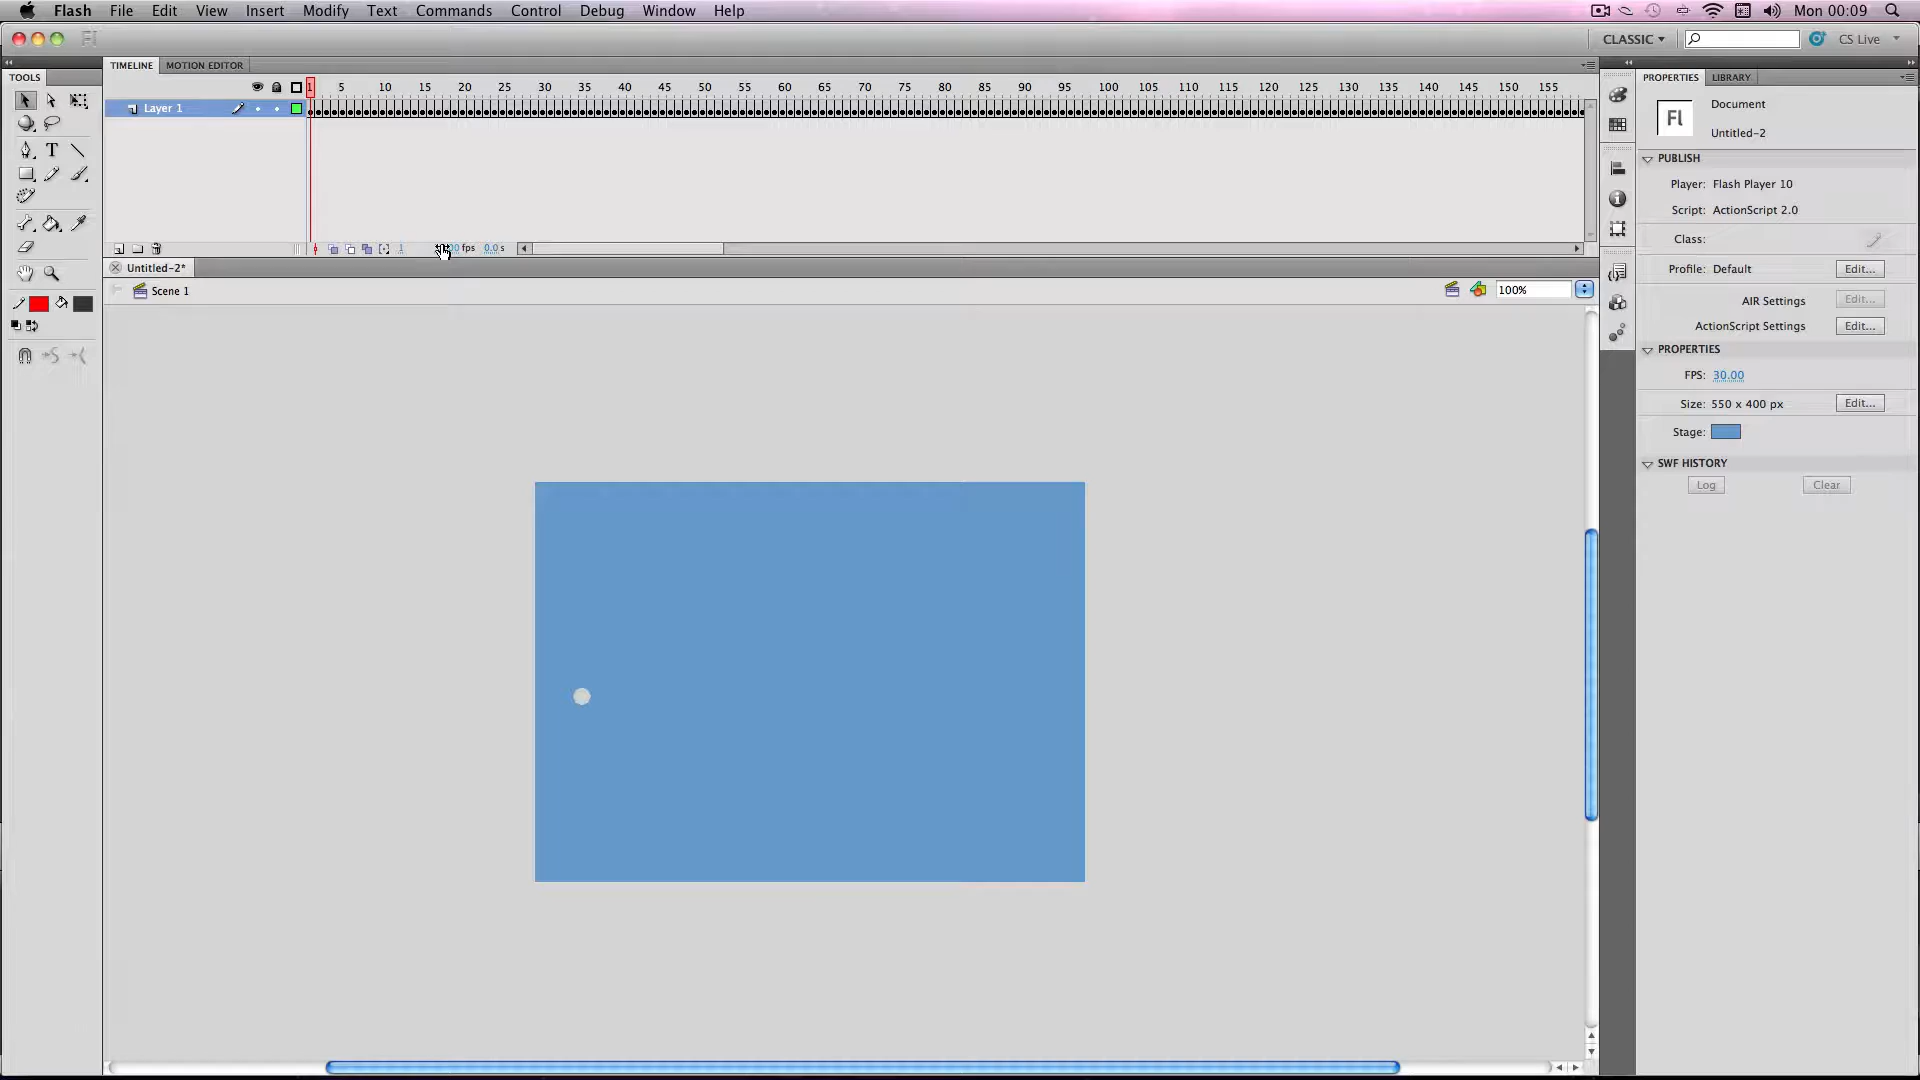 Flash File Edit View Insert Modify Text Commands Control Debug Window Help Mon 00:09
Fl CLASSIC CS Live
TOOLS TIMELINE MOTION EDITOR PROPERTIES LIBRARY
1 5 10 15 20 25 30 35 40 45 50 55 60 65 70 75 80 85 90 95 100 105 110 115 120 125 130 135 140 145 150 155
Layer 1
Fl
Document
Untitled-2
PUBLISH
Player: Flash Player 10
Script: ActionScript 2.0
Class:
1 fps 0.0 s
Untitled-2*
Profile: Default Edit...
Scene 1 100%
AIR Settings Edit...
ActionScript Settings Edit...
PROPERTIES
FPS: 30.00
Size: 550 x 400 px Edit...
Stage:
SWF HISTORY
Log Clear